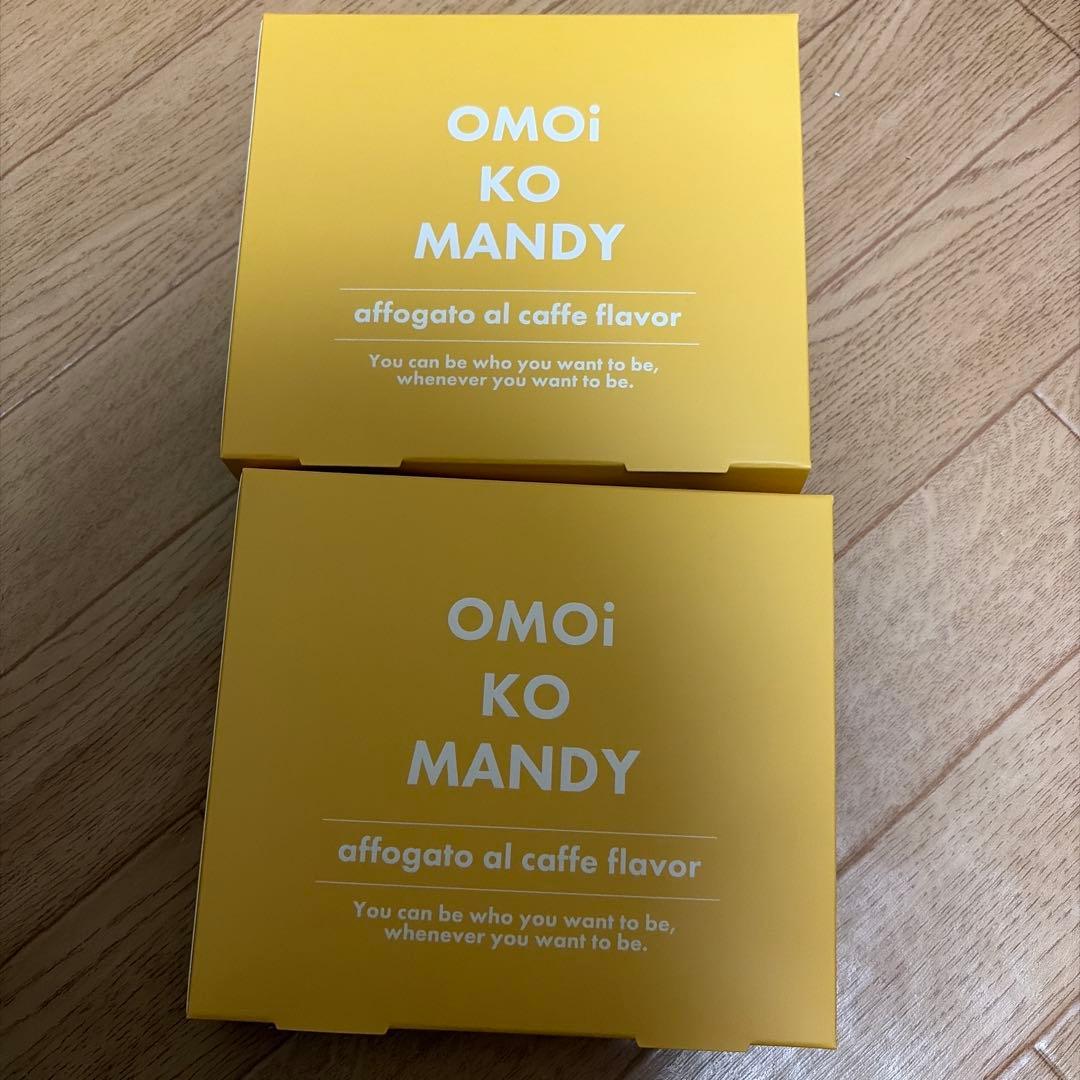 OMOi
KO
MANDY
affogato al caffe flavor
You can be who you want to be,
whenever you want to be.
OMOi
KO
MANDY
affogato al caffe flavor
You can be who you want to be,
whenever you want to be.